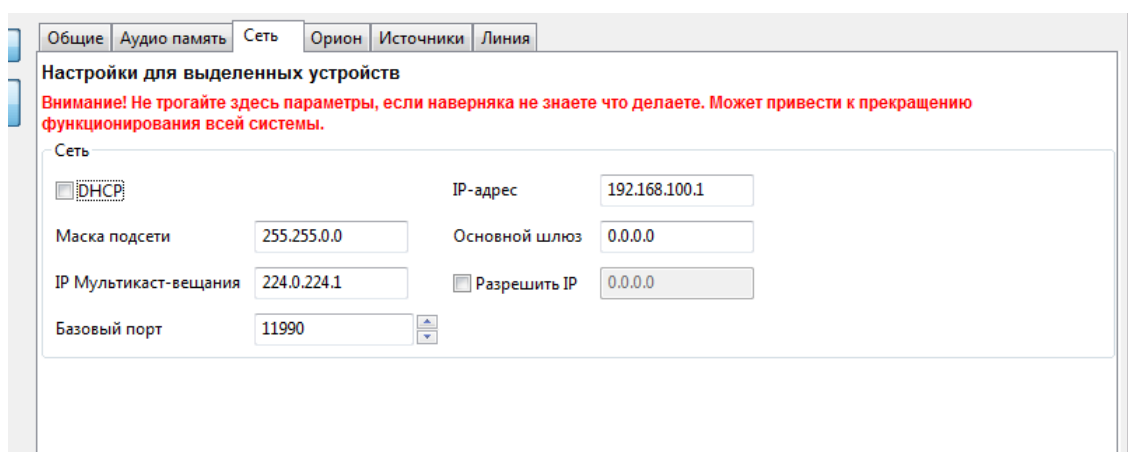 Общие Аудио память Сеть Орион Источники Линия
Настройки для выделенных устройств
Внимание! Не трогайте здесь параметры, если наверняка не знаете что делаете. Может привести к прекращению
функционирования всей системы.
Сеть
DHCP IP-адрес 192.168.100.1
Маска подсети 255.255.0.0 Основной шлюз 0.0.0.0
IP Мультикаст-вещания 224.0.224.1 Разрешить IP 0.0.0.0
Базовый порт 11990